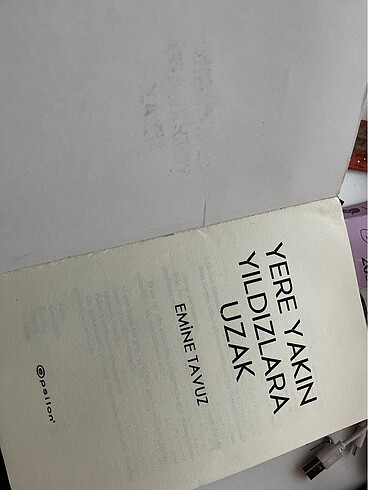 YERE YAKIN
YILDIZLARA
UZAK
EMİNE TAVUZ
epsilon®